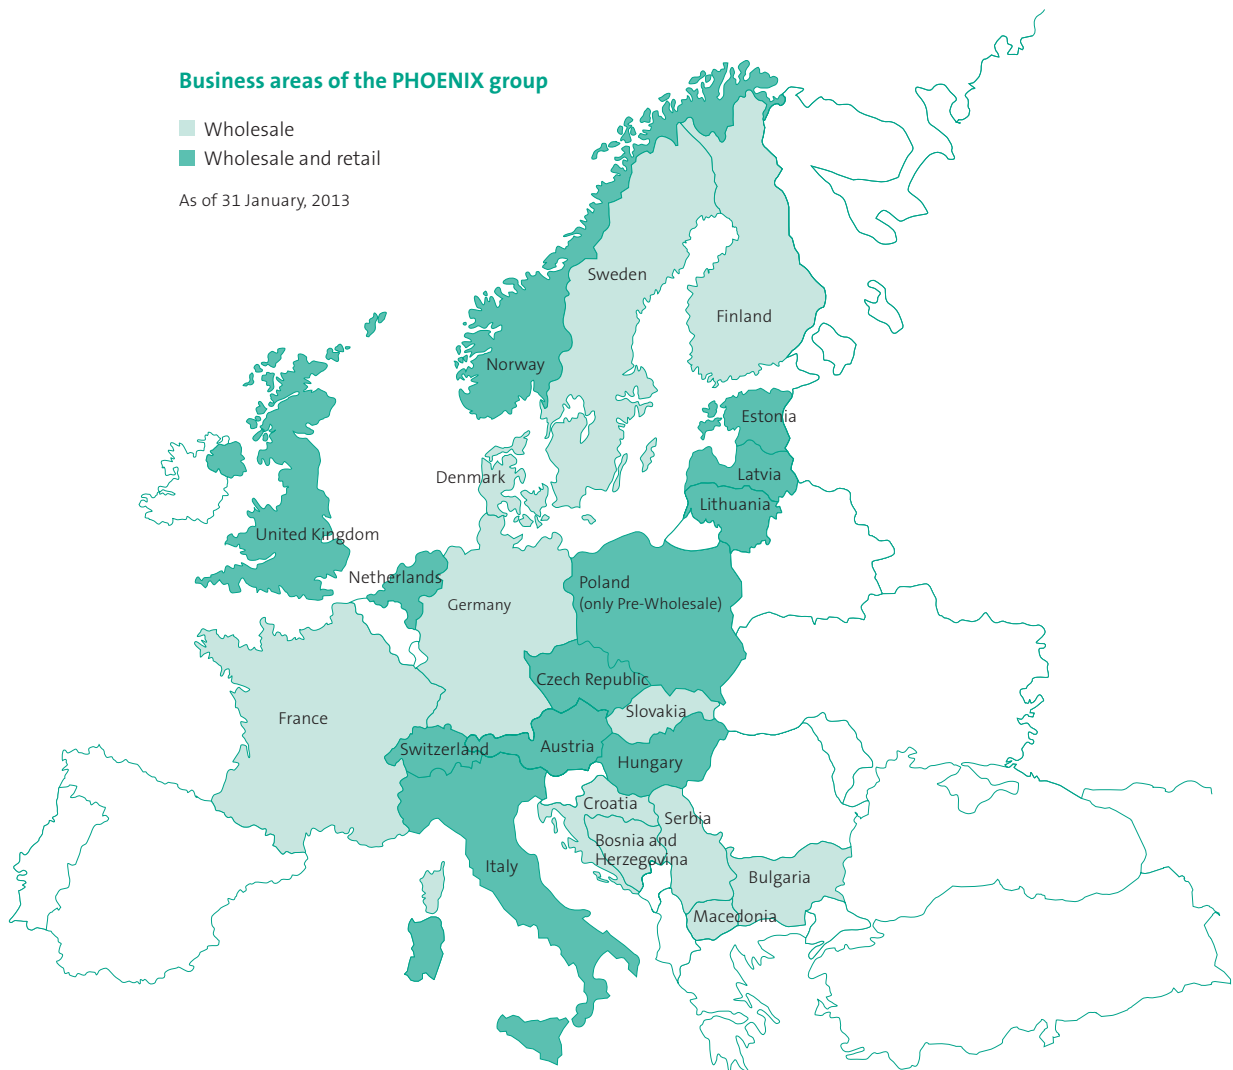 Business areas of the PHOENIX group
Wholesale
Wholesale and retail
As of 31 January, 2013
Sweden
Finland
Norway
Estonia
Denmark
Latvia
Lithuania
United Kingdom
Netherlands
Poland
(only Pre-Wholesale)
Germany
Czech Republic
France
Slovakia
Switzerland
Austria
Hungary
Croatia
Serbia
Bosnia and
Herzegovina
Italy
Bulgaria
Macedonia